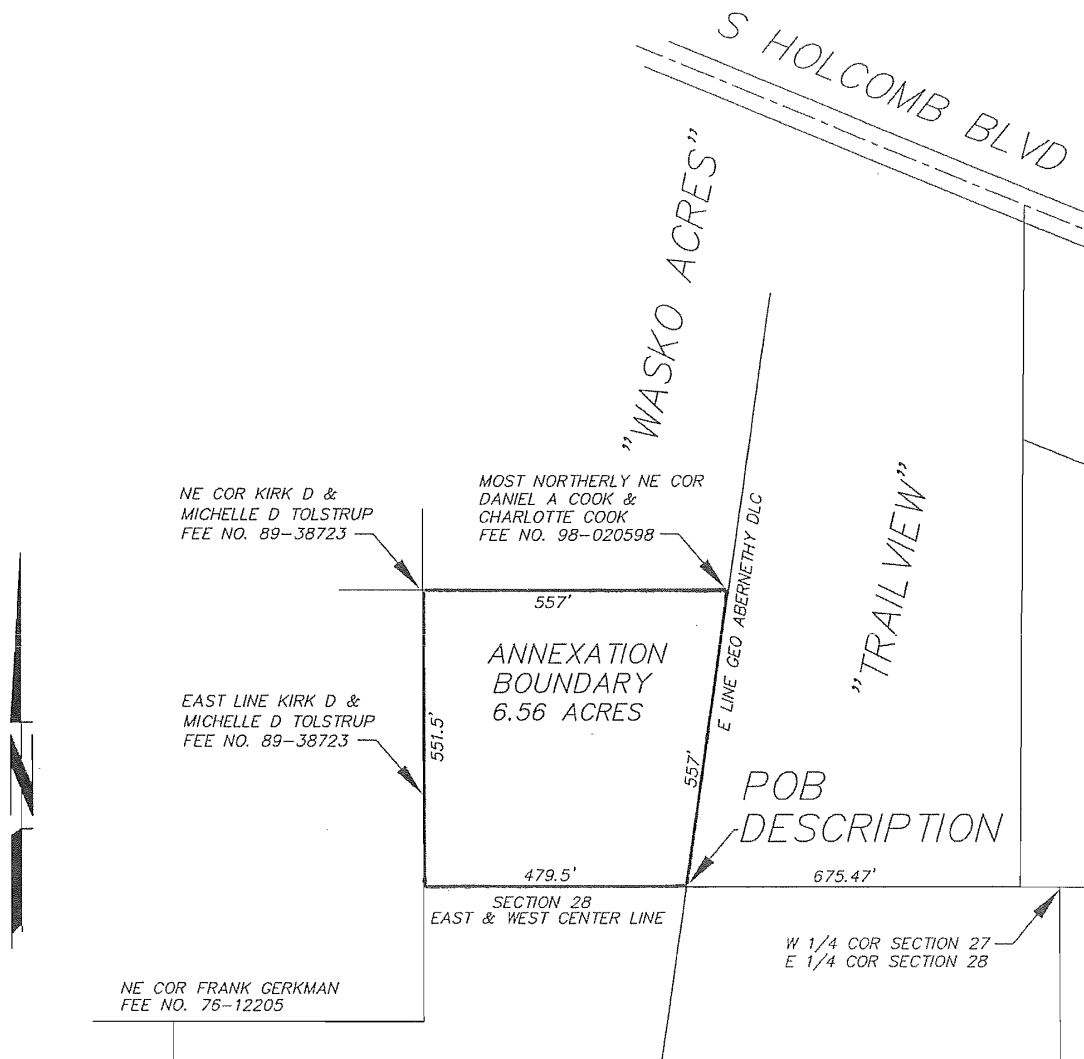 S HOLCOMB BLVD
"WASKO ACRES"
NE COR KIRK D &
MICHELLE D TOLSTRUP
FEE NO. 89-38723
MOST NORTHERLY NE COR
DANIEL A COOK &
CHARLOTTE COOK
FEE NO. 98-020598
E LINE GEO ABERNETHY DLC
"TRAILVIEW"
557'
ANNEXATION
BOUNDARY
6.56 ACRES
EAST LINE KIRK D &
MICHELLE D TOLSTRUP
FEE NO. 89-38723
551.5'
557'
N
POB
DESCRIPTION
479.5'
675.47'
SECTION 28
EAST & WEST CENTER LINE
W 1/4 COR SECTION 27
E 1/4 COR SECTION 28
NE COR FRANK GERKMAN
FEE NO. 76-12205